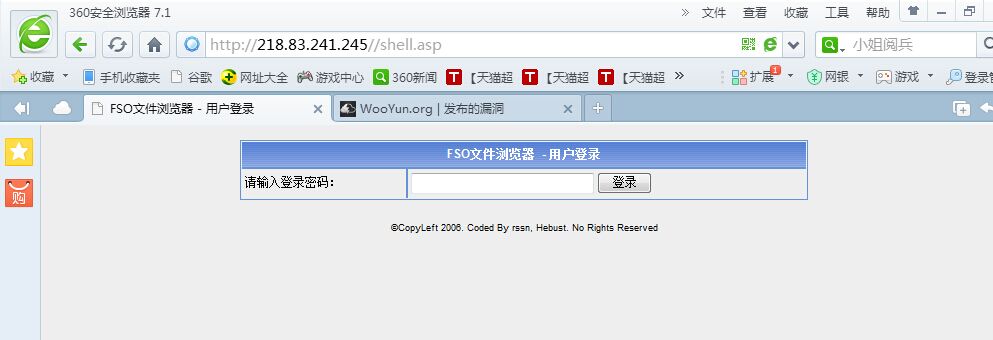 360安全浏览器 7.1
» 文件 查看 收藏 工具 帮助
http://218.83.241.245//shell.asp
小姐阅兵
收藏 手机收藏夹 谷歌 网址大全 游戏中心 360新闻 T 【天猫超 T 【天猫超 T 【天猫超 » 扩展 1 网银 游戏 登录管
FSO文件浏览器 - 用户登录 WooYun.org | 发布的漏洞
FSO文件浏览器 - 用户登录
请输入登录密码： 登录
购
©CopyLeft 2006. Coded By rssn, Hebust. No Rights Reserved